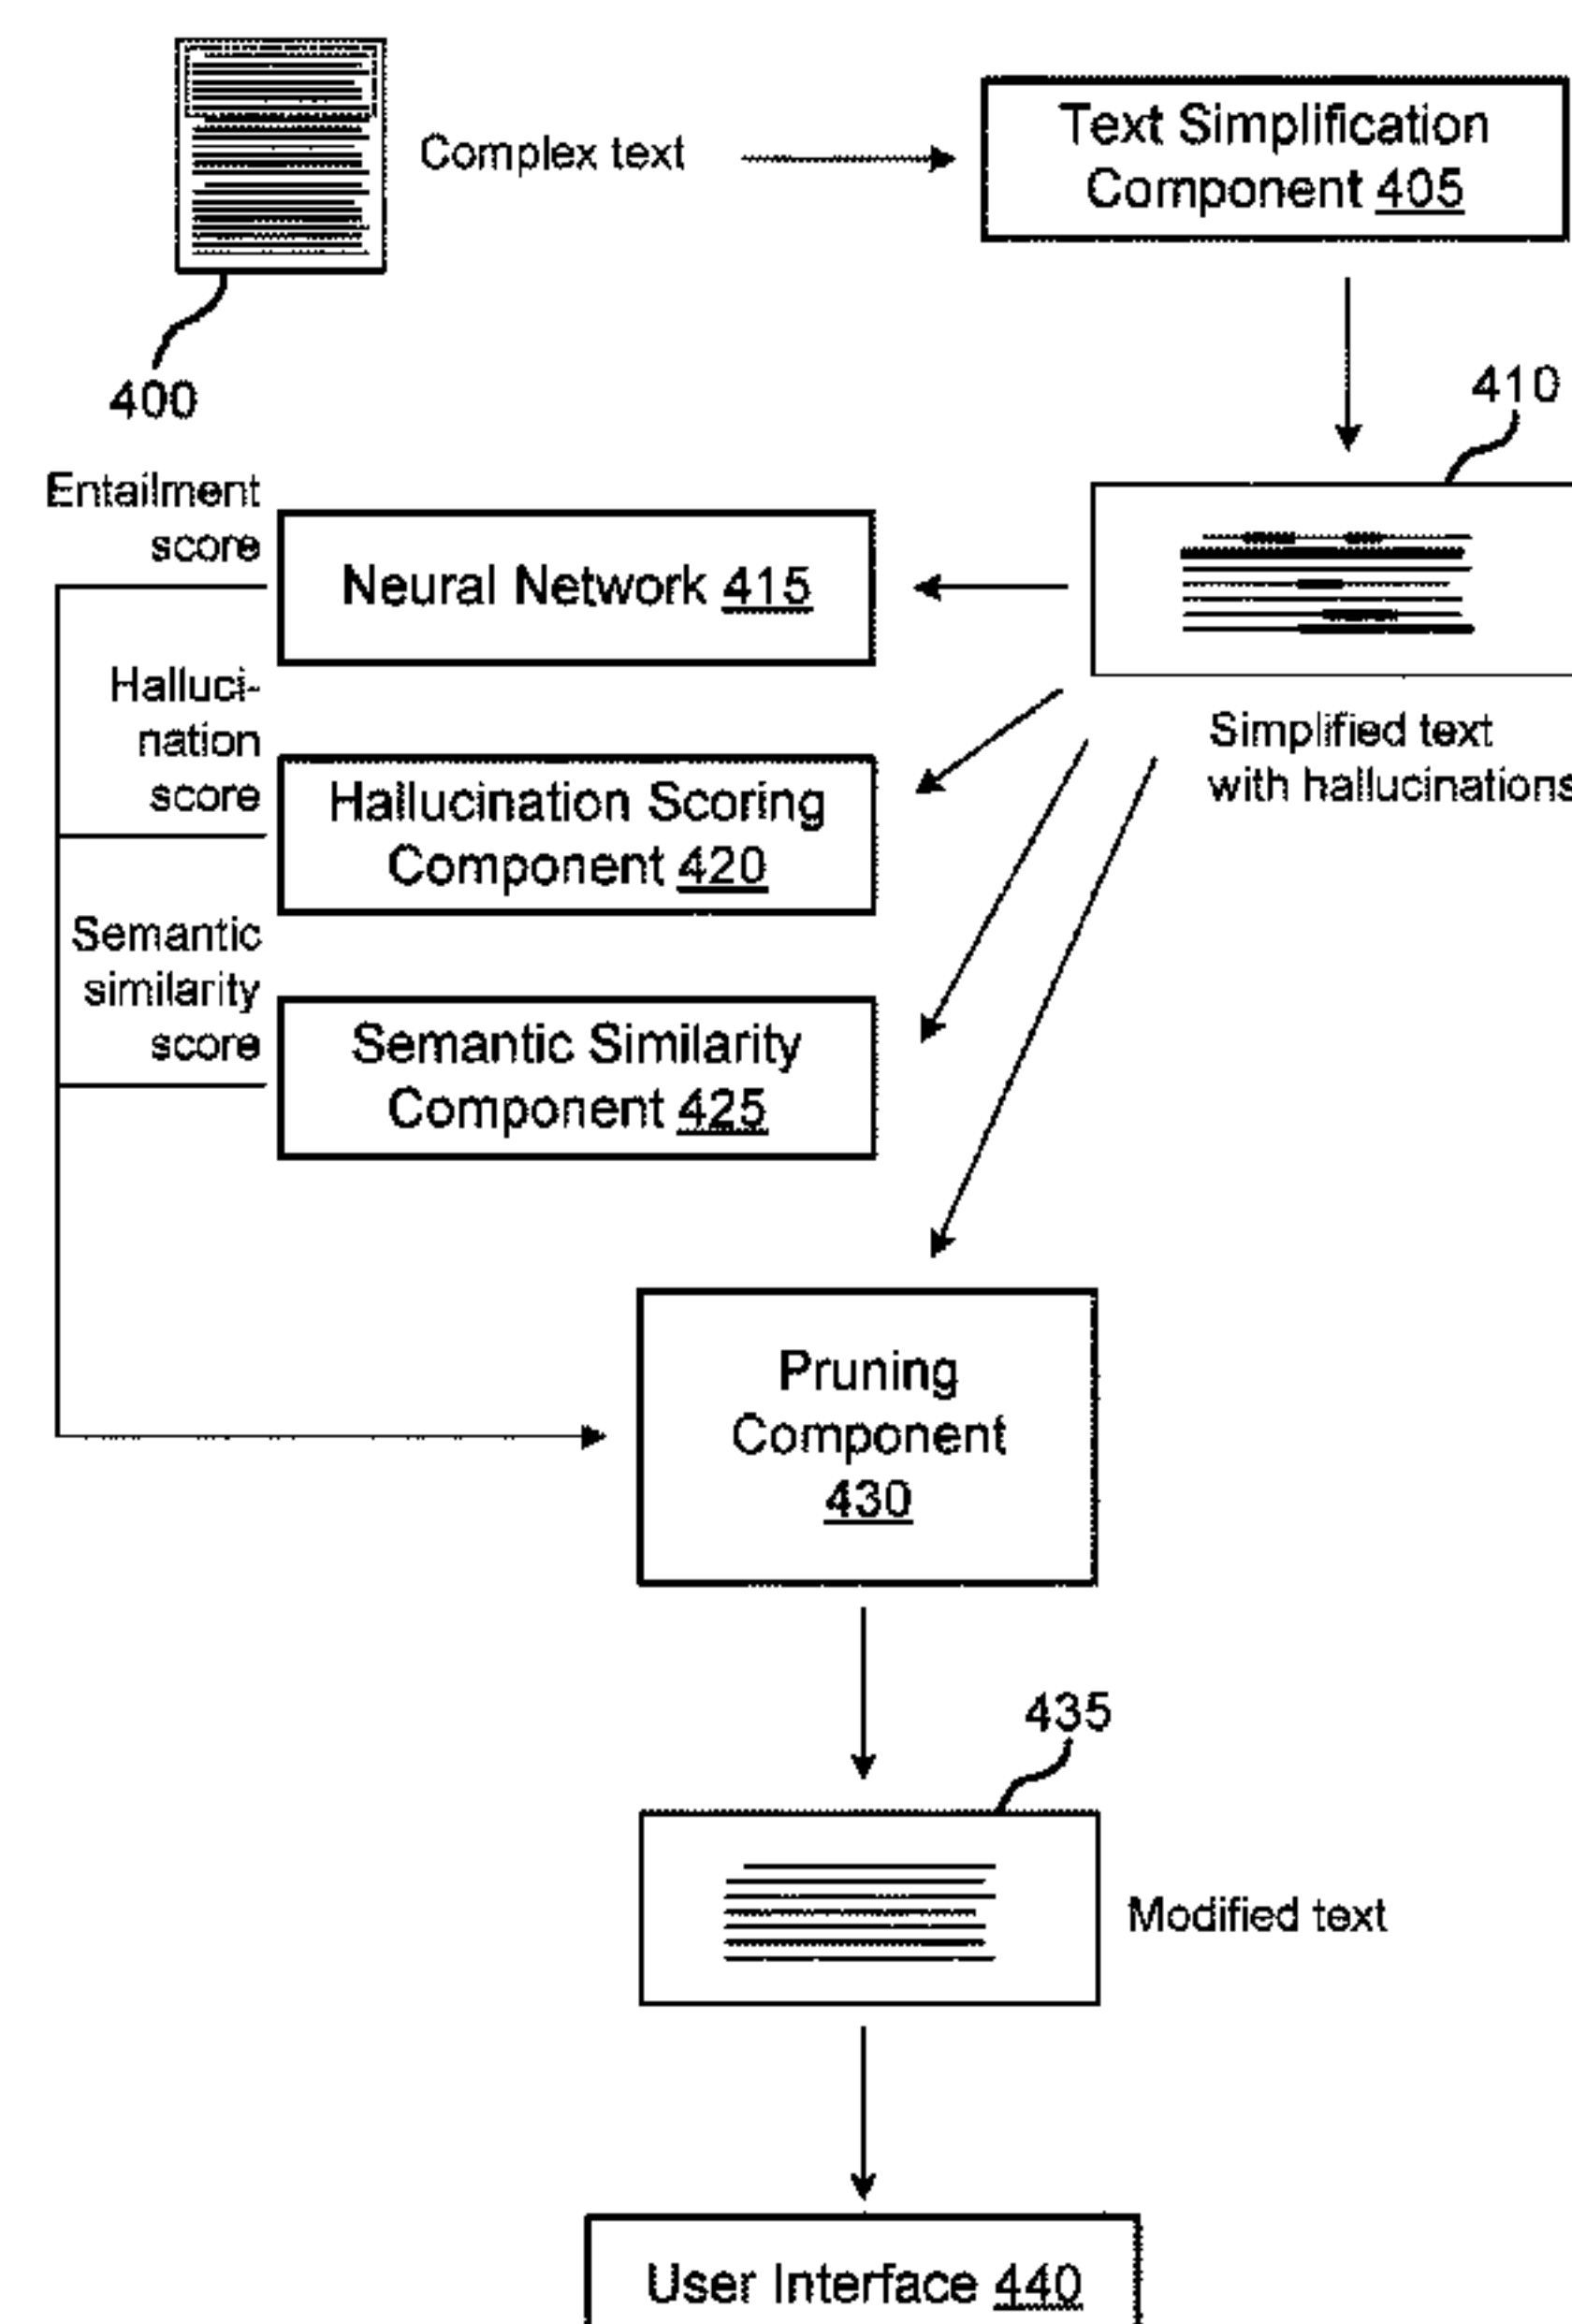 Complex text
Text Simplification
Component 405
400
410
Entailment
score
Neural Network 415
Halluci-
nation
score
Simplified text
with hallucinations
Hallucination Scoring
Component 420
Semantic
similarity
score
Semantic Similarity
Component 425
Pruning
Component
430
435
Modified text
User Interface 440